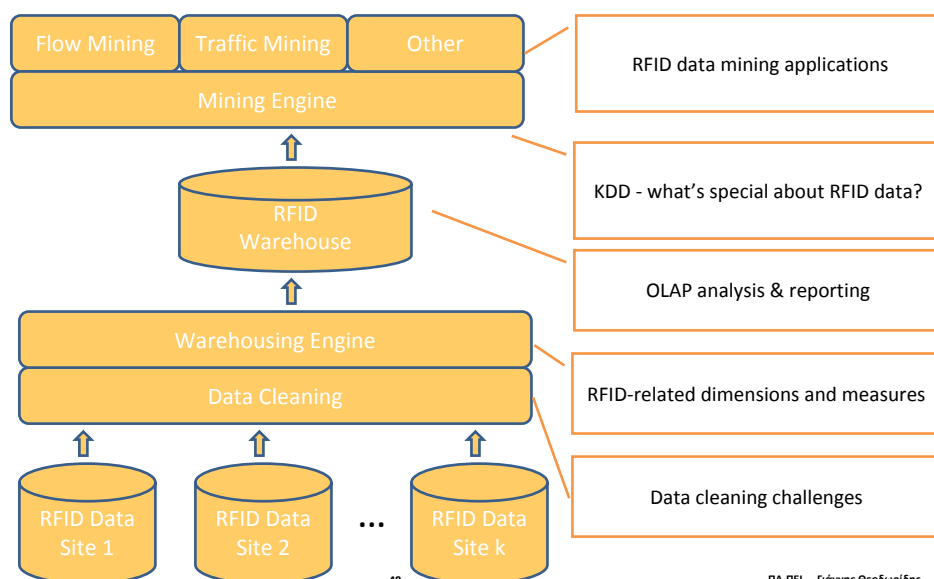 Flow Mining
Traffic Mining
Other
Mining Engine
RFID data mining applications
KDD - what's special about RFID data?
RFID
Warehouse
OLAP analysis & reporting
Warehousing Engine
Data Cleaning
RFID-related dimensions and measures
Data cleaning challenges
RFID Data
Site 1
RFID Data
Site 2
...
RFID Data
Site k